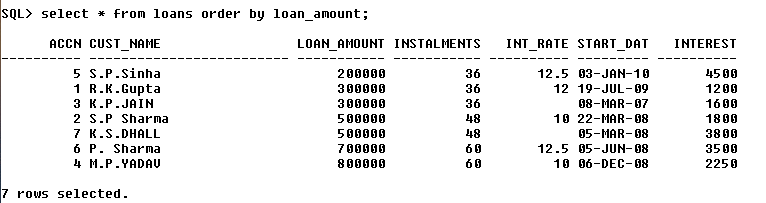 SQL> select * from loans order by loan_amount;
ACCN CUST_NAME LOAN_AMOUNT INSTALMENTS INT_RATE START_DAT INTEREST
---------- ------------------------- ----------- ----------- ---------- --------- ----------
5 S.P.Sinha 200000 36 12.5 03-JAN-10 4500
1 R.K.Gupta 300000 36 12 19-JUL-09 1200
3 K.P.JAIN 300000 36 08-MAR-07 1600
2 S.P Sharma 500000 48 10 22-MAR-08 1800
7 K.S.DHALL 500000 48 05-MAR-08 3800
6 P. Sharma 700000 60 12.5 05-JUN-08 3500
4 M.P.YADAV 800000 60 10 06-DEC-08 2250
7 rows selected.